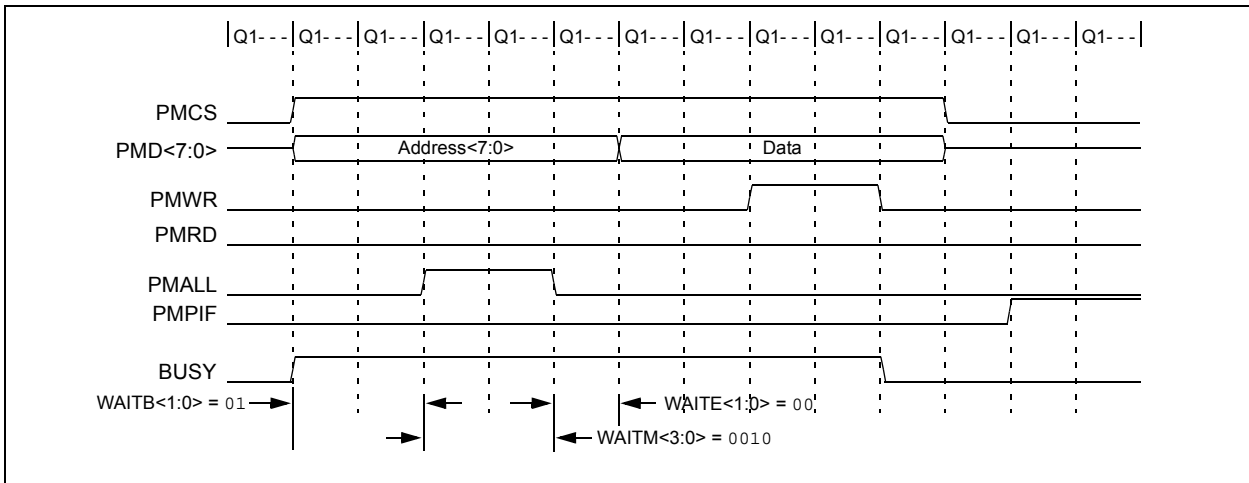 Q1- - - Q1- - - Q1- - - Q1- - - Q1- - - Q1- - - Q1- - - Q1- - - Q1- - - Q1- - - Q1- - - Q1- - - Q1- - - Q1- - -
PMCS
PMD<7:0> Address<7:0> Data
PMWR
PMRD
PMALL
PMPIF
BUSY
WAITB<1:0> = 01 WAITE<1:0> = 00
WAITM<3:0> = 0010